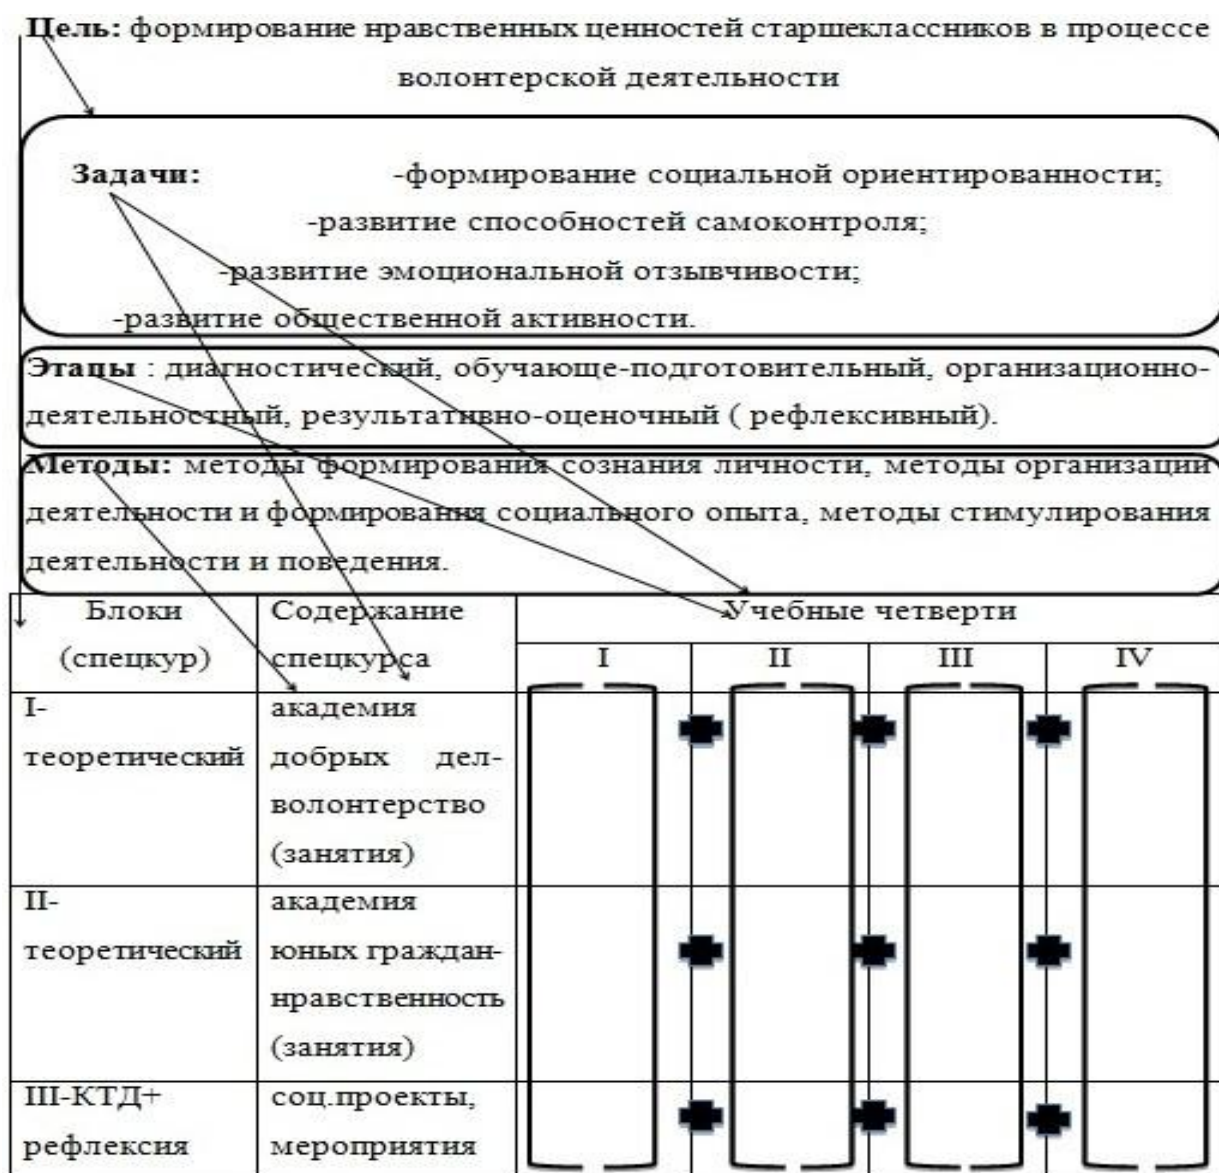 Цель: формирование нравственных ценностей старшеклассников в процессе
волонтерской деятельности
Задачи: -формирование социальной ориентированности;
-развитие способностей самоконтроля;
-развитие эмоциональной отзывчивости;
-развитие общественной активности.
Этапы : диагностический, обучающе-подготовительный, организационно-
деятельностный, результативно-оценочный ( рефлексивный).
Методы: методы формирования сознания личности, методы организации
деятельности и формирования социального опыта, методы стимулирования
деятельности и поведения.
Блоки
(спецкур)
Содержание
спецкурса
Учебные четверти
I
II
III
IV
I-
теоретический
академия
добрых дел-
волонтерство
(занятия)
II-
теоретический
академия
юных граждан-
нравственность
(занятия)
III-КТД+
рефлексия
соц.проекты,
мероприятия